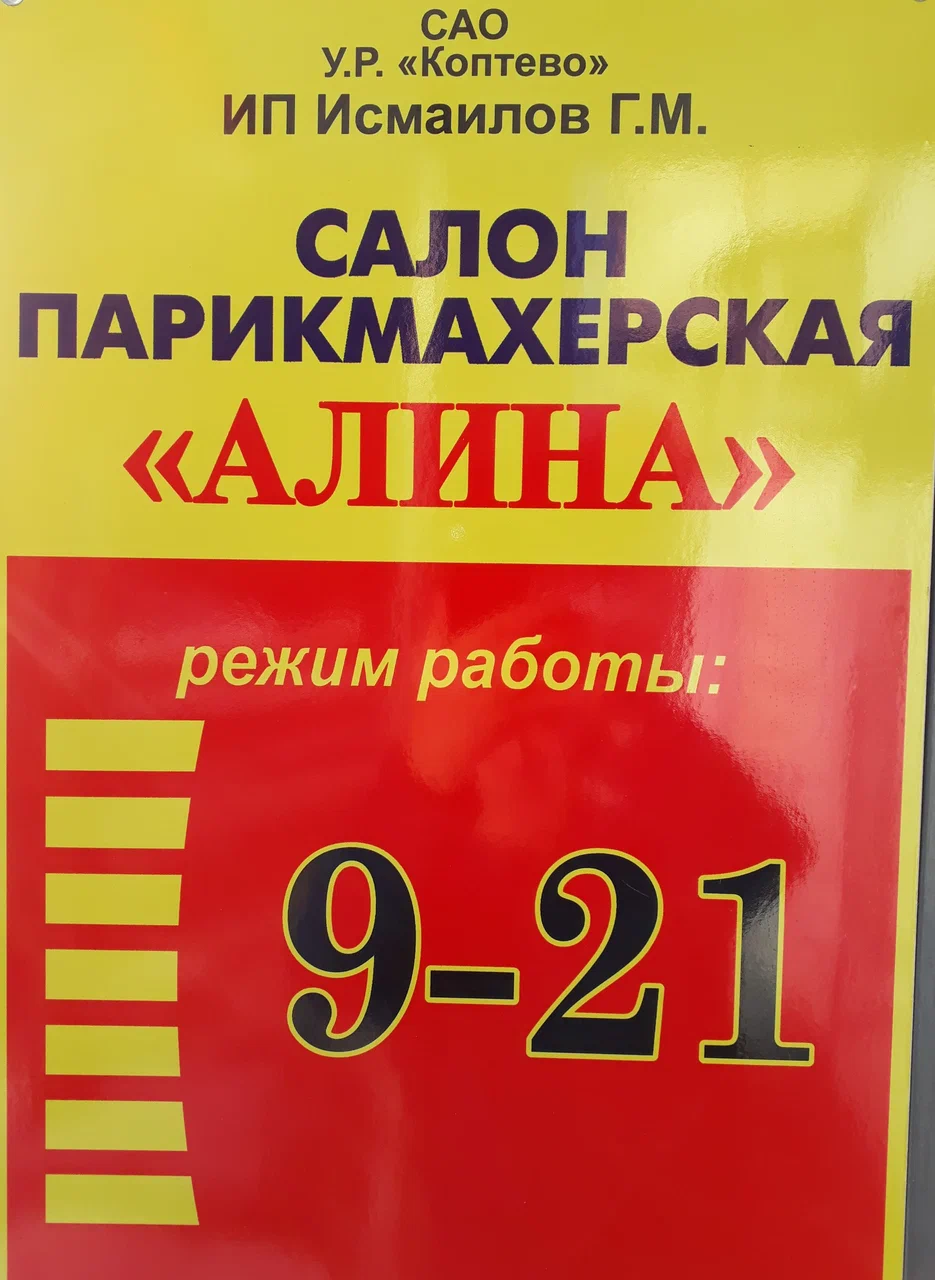 САО
У.Р. «Коптево»
ИП Исмаилов Г.М.
САЛОН
ПАРИКМАХЕРСКАЯ
«АЛИНА»
режим работы:
9-21